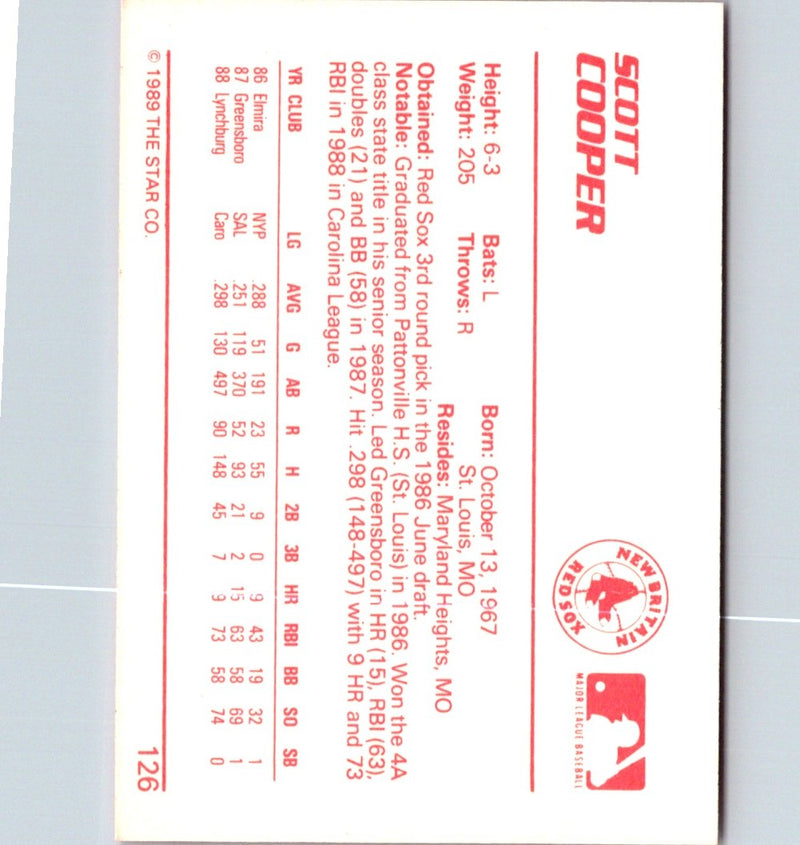 SCOTT
COOPER
NEW BRITAIN
RED SOX
MAJOR LEAGUE BASEBALL
Height: 6-3 Bats: L Born: October 13, 1967
Weight: 205 Throws: R St. Louis, MO
Resides: Maryland Heights, MO
Obtained: Red Sox 3rd round pick in the 1986 June draft.
Notable: Graduated from Pattonville H.S. (St. Louis) in 1986. Won the 4A
class state title in his senior season. Led Greensboro in HR (15), RBI (63),
doubles (21) and BB (58) in 1987. Hit .298 (148-497) with 9 HR and 73
RBI in 1988 in Carolina League.
YR CLUB LG AVG G AB R H 2B 3B HR RBI BB SO SB
86 Elmira NYP .288 51 191 23 55 9 0 9 43 19 32 1
87 Greensboro SAL .251 119 370 52 93 21 2 15 63 58 69 1
88 Lynchburg Caro .298 130 497 90 148 45 7 9 73 58 74 0
© 1989 THE STAR CO. 126